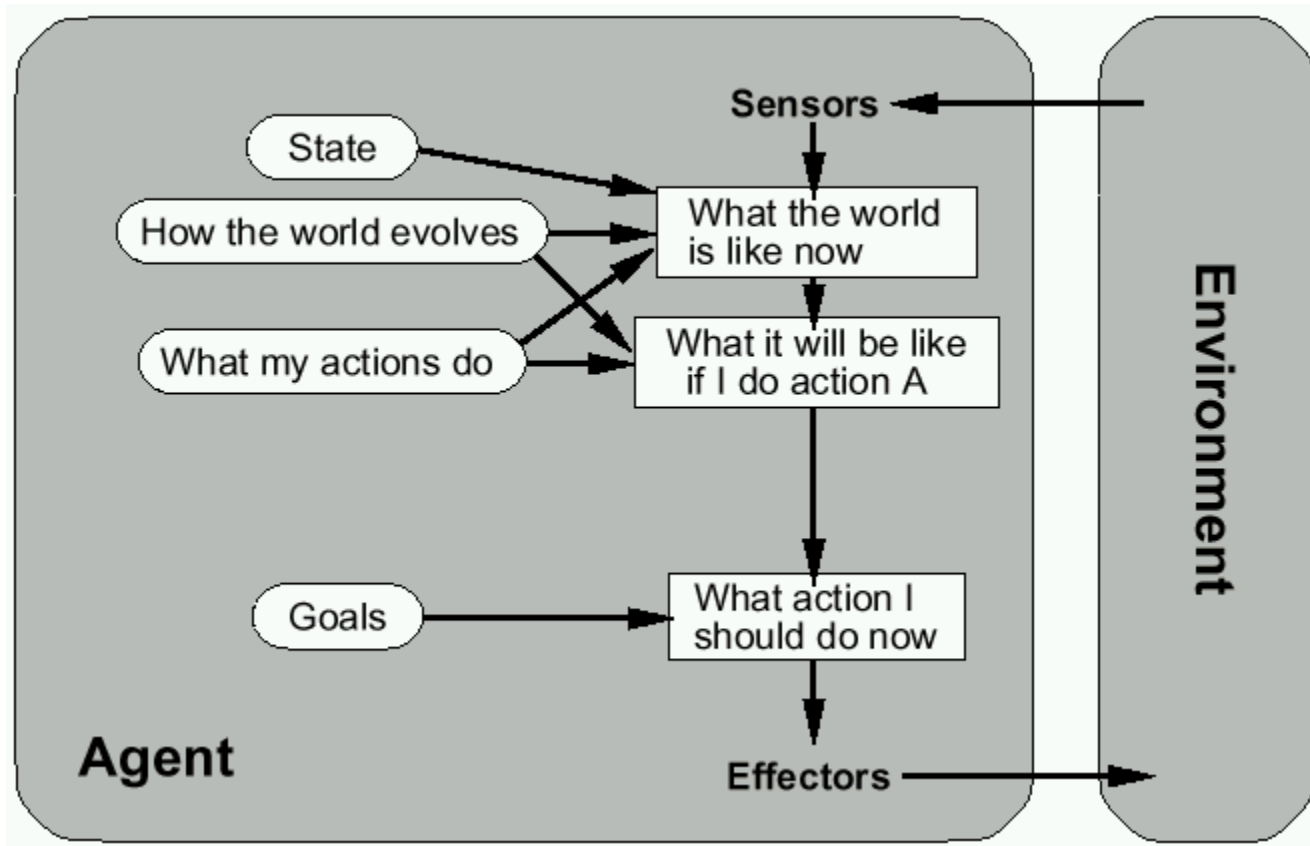 Sensors
State
What the world
is like now
How the world evolves
What it will be like
if I do action A
What my actions do
Environment
Goals
What action I
should do now
Agent
Effectors